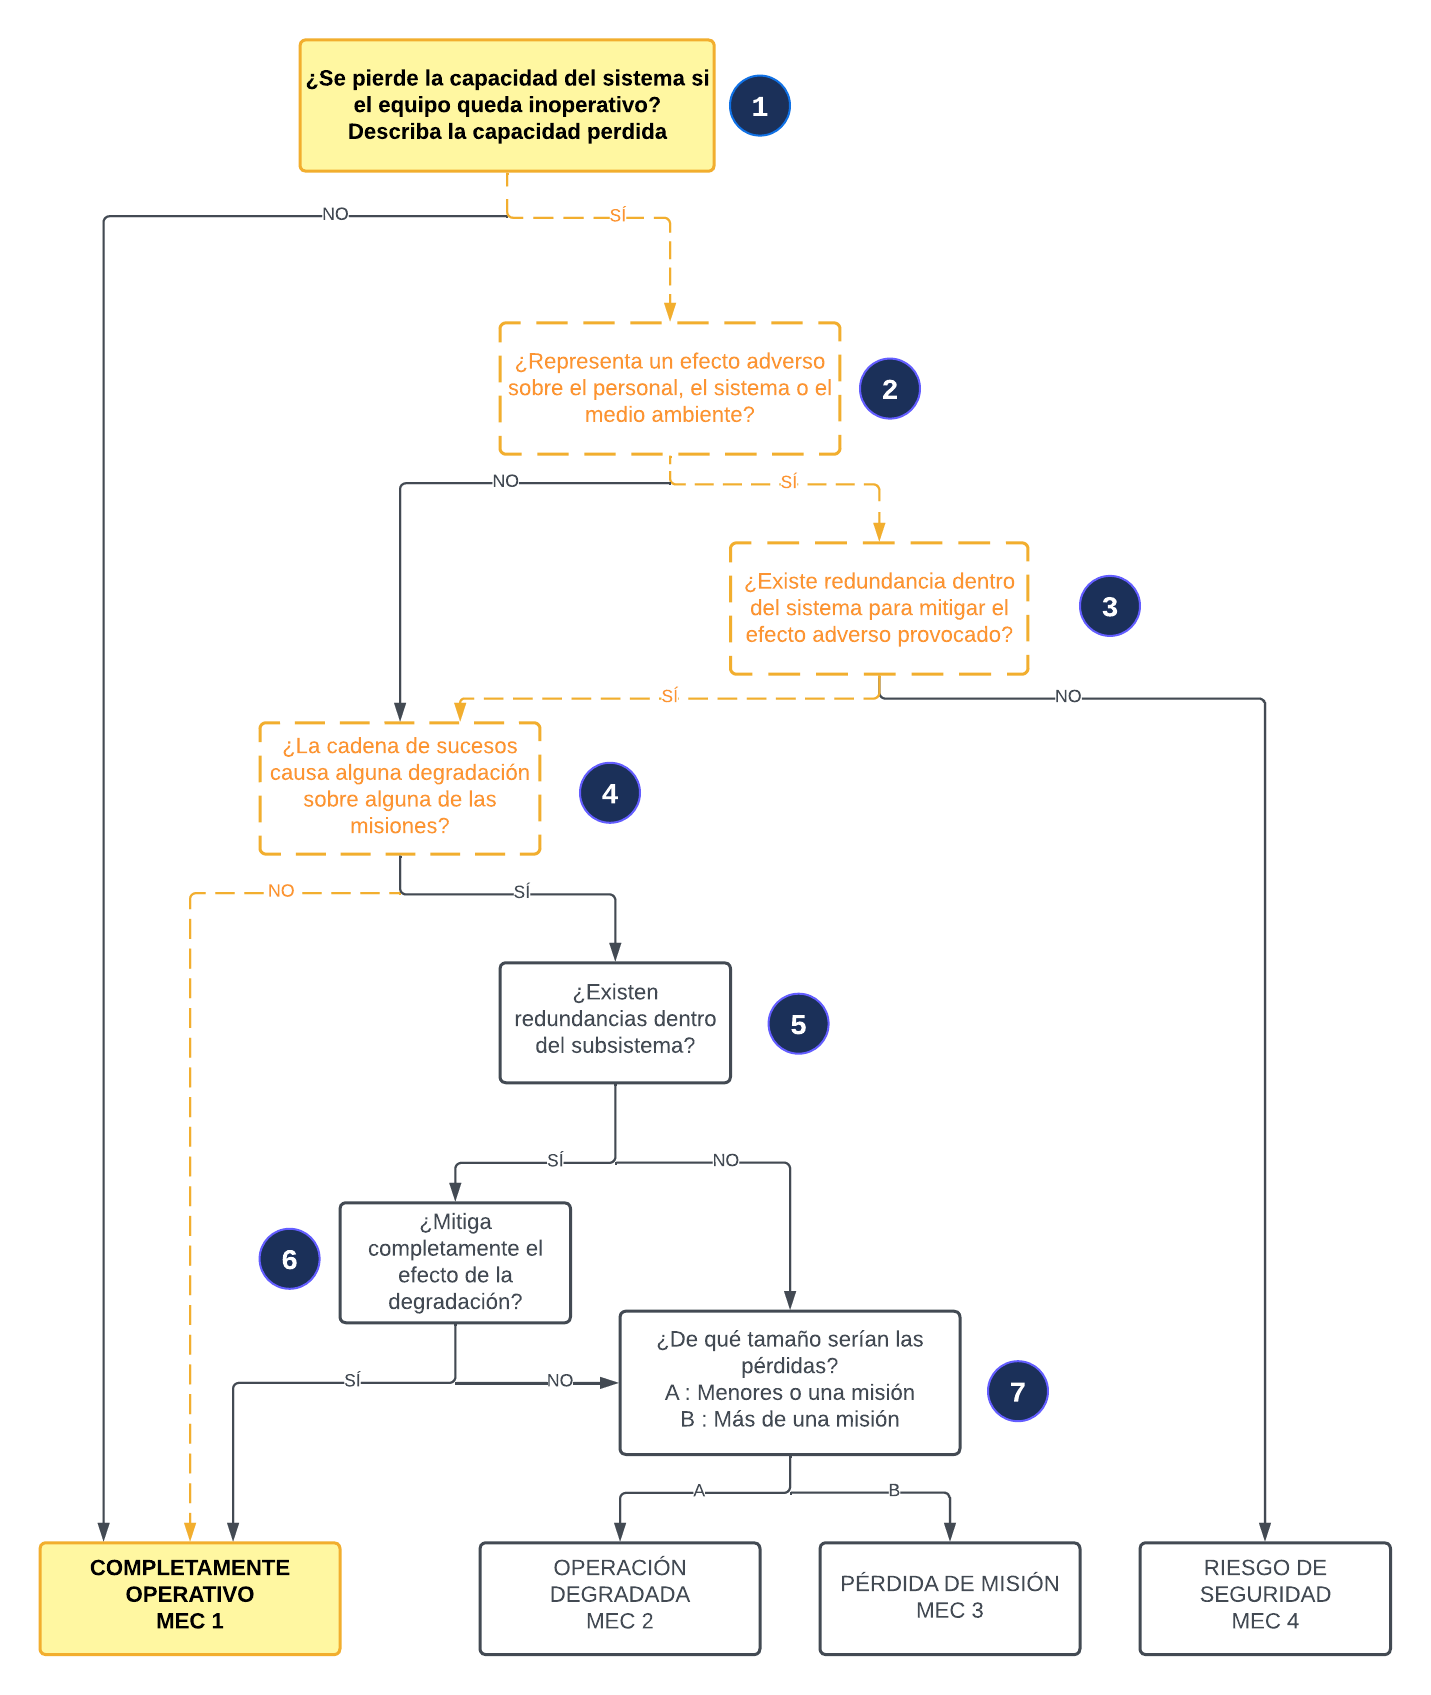 ¿Se pierde la capacidad del sistema si
el equipo queda inoperativo?
Describa la capacidad perdida
1
NO
SÍ
¿Representa un efecto adverso
sobre el personal, el sistema o el
medio ambiente?
2
NO
SÍ
¿Existe redundancia dentro
del sistema para mitigar el
efecto adverso provocado?
3
SÍ
NO
¿La cadena de sucesos
causa alguna degradación
sobre alguna de las
misiones?
4
NO
SÍ
¿Existen
redundancias dentro
del subsistema?
5
SÍ
NO
¿Mitiga
completamente el
efecto de la
degradación?
6
SÍ
NO
¿De qué tamaño serían las
pérdidas?
A : Menores o una misión
B : Más de una misión
7
A
B
COMPLETAMENTE
OPERATIVO
MEC 1
OPERACIÓN
DEGRADADA
MEC 2
PÉRDIDA DE MISIÓN
MEC 3
RIESGO DE
SEGURIDAD
MEC 4